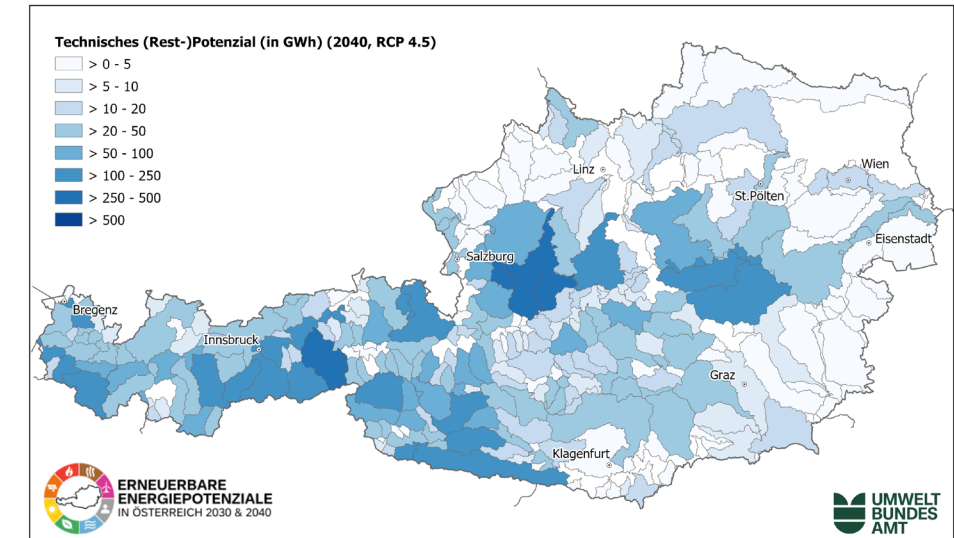 Technisches (Rest-)Potenzial (in GWh) (2040, RCP 4.5)
> 0 - 5
> 5 - 10
> 10 - 20
> 20 - 50
> 50 - 100
> 100 - 250
> 250 - 500
> 500
Linz
Wien
St.Pölten
Eisenstadt
Salzburg
Bregenz
Innsbruck
Graz
Klagenfurt
ERNEUERBARE
ENERGIEPOTENZIALE
IN ÖSTERREICH 2030 & 2040
UMWELT
BUNDES
AMT